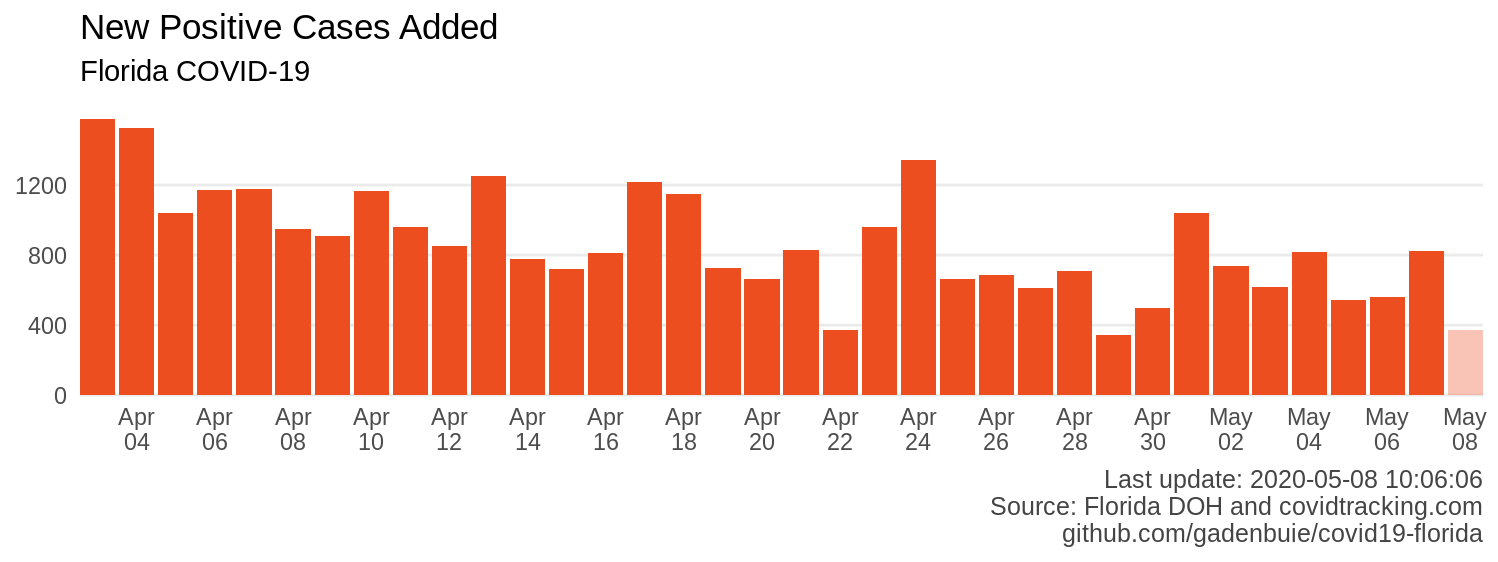 New Positive Cases Added
Florida COVID-19
1200
800
400
0
Apr 04
Apr 06
Apr 08
Apr 10
Apr 12
Apr 14
Apr 16
Apr 18
Apr 20
Apr 22
Apr 24
Apr 26
Apr 28
Apr 30
May 02
May 04
May 06
May 08
Last update: 2020-05-08 10:06:06
Source: Florida DOH and covidtracking.com
github.com/gadenbuie/covid19-florida